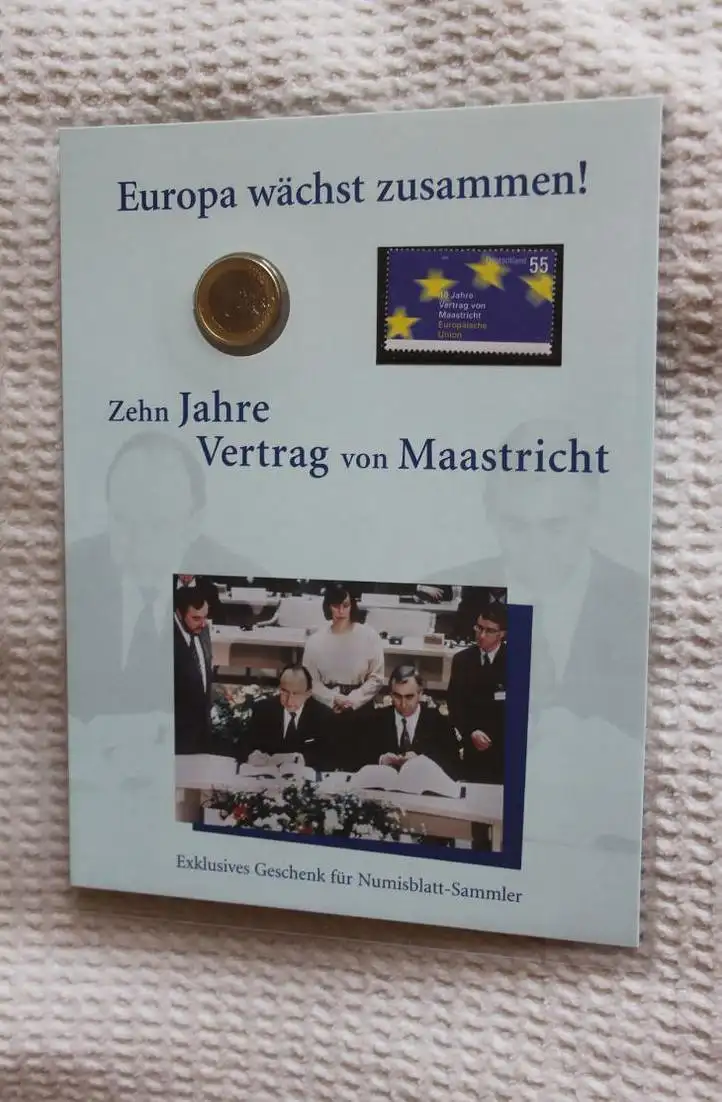 Europa wächst zusammen!
Deutschland 55
10 Jahre
Vertrag von
Maastricht
Europäische
Union
Zehn Jahre
Vertrag von Maastricht
Exklusives Geschenk für Numisblatt-Sammler